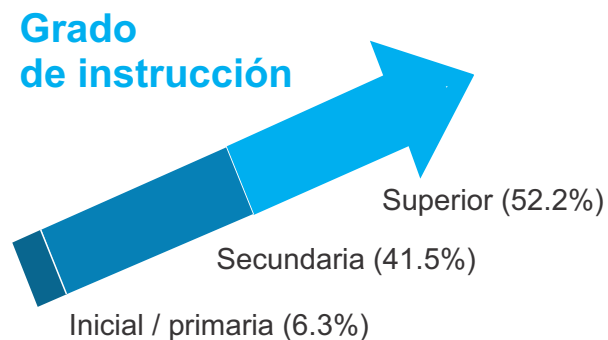 Grado
de instrucción
Superior (52.2%)
Secundaria (41.5%)
Inicial / primaria (6.3%)